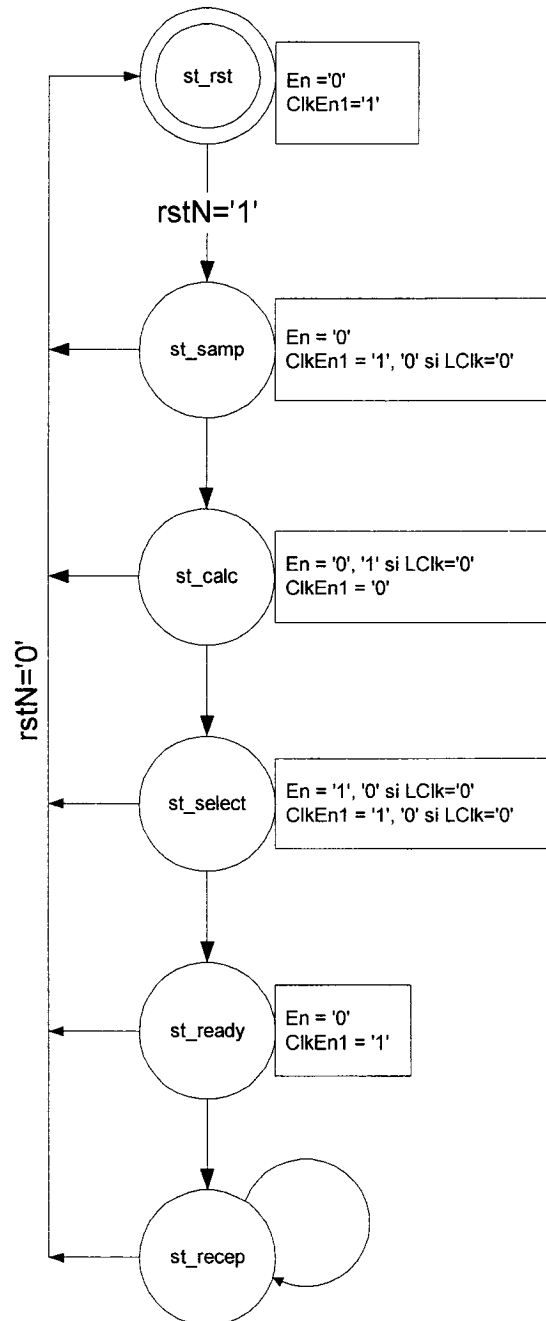 st_rst
En ='0'
ClkEn1='1'
rstN='1'
st_samp
En = '0'
ClkEn1 = '1', '0' si LClk='0'
st_calc
En = '0', '1' si LClk='0'
ClkEn1 = '0'
rstN='0'
st_select
En = '1', '0' si LClk='0'
ClkEn1 = '1', '0' si LClk='0'
st_ready
En = '0'
ClkEn1 = '1'
st_recep